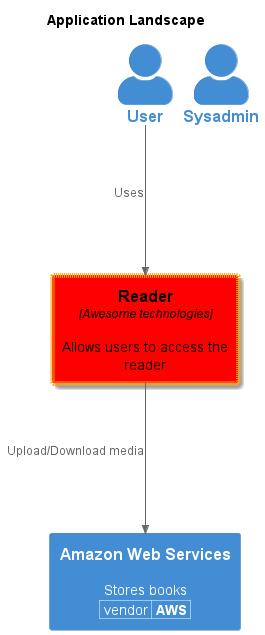 Application Landscape
User
Sysadmin
Uses
Reader
[Awesome technologies]
Allows users to access the
reader
Upload/Download media
Amazon Web Services
Stores books
vendor AWS